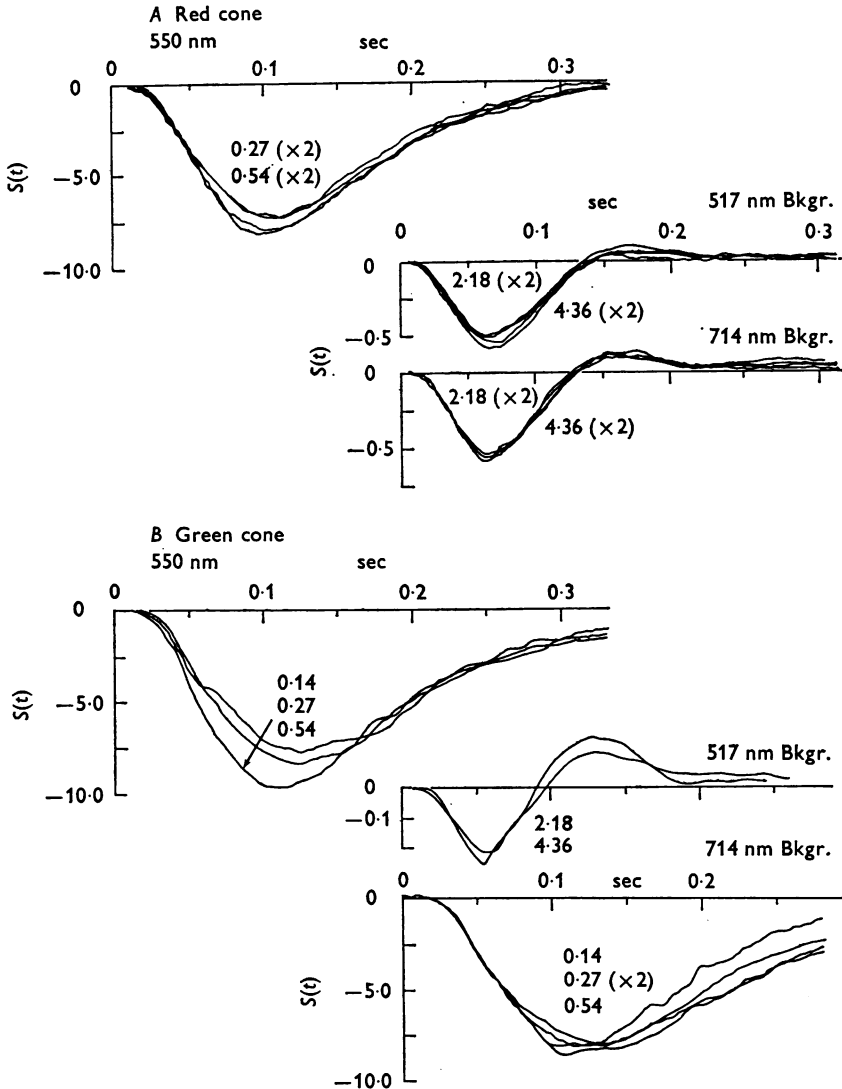 A Red cone
550 nm
sec
0 0·1 0·2 0·3
0
−5·0
−10·0
S(t)
0·27 (×2)
0·54 (×2)
sec
517 nm Bkgr.
0 0·1 0·2 0·3
0
−0·5
2·18 (×2)
4·36 (×2)
714 nm Bkgr.
S(t)
0
−0·5
2·18 (×2)
4·36 (×2)
B Green cone
550 nm
sec
0 0·1 0·2 0·3
0
−5·0
−10·0
S(t)
0·14
0·27
0·54
517 nm Bkgr.
0
−0·1
2·18
4·36
714 nm Bkgr.
0 0·1 sec 0·2
0
−5·0
−10·0
S(t)
0·14
0·27 (×2)
0·54